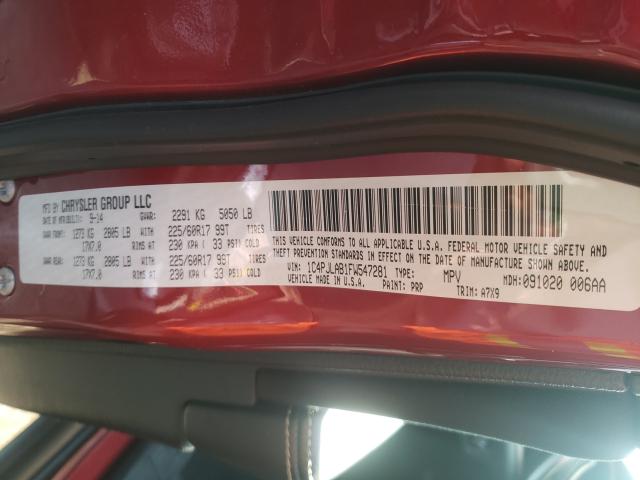 MFD BY CHRYSLER GROUP LLC
DATE OF MFR(BUILT): 9-14 GVWR: 2291 KG 5050 LB
GAWR FRONT: 1273 KG 2805 LB WITH 225/60R17 99T TIRES
17X7.0 RIMS AT 230 KPA ( 33 PSI) COLD
GAWR REAR: 1273 KG 2805 LB WITH 225/60R17 99T TIRES
17X7.0 RIMS AT 230 KPA ( 33 PSI) COLD
THIS VEHICLE CONFORMS TO ALL APPLICABLE U.S.A. FEDERAL MOTOR VEHICLE SAFETY AND
THEFT PREVENTION STANDARDS IN EFFECT ON THE DATE OF MANUFACTURE SHOWN ABOVE.
VIN: 1C4PJLAB1FW547281 TYPE: MPV MDH: 091020 006AA
VEHICLE MADE IN U.S.A. PAINT: PRP TRIM: A7X9